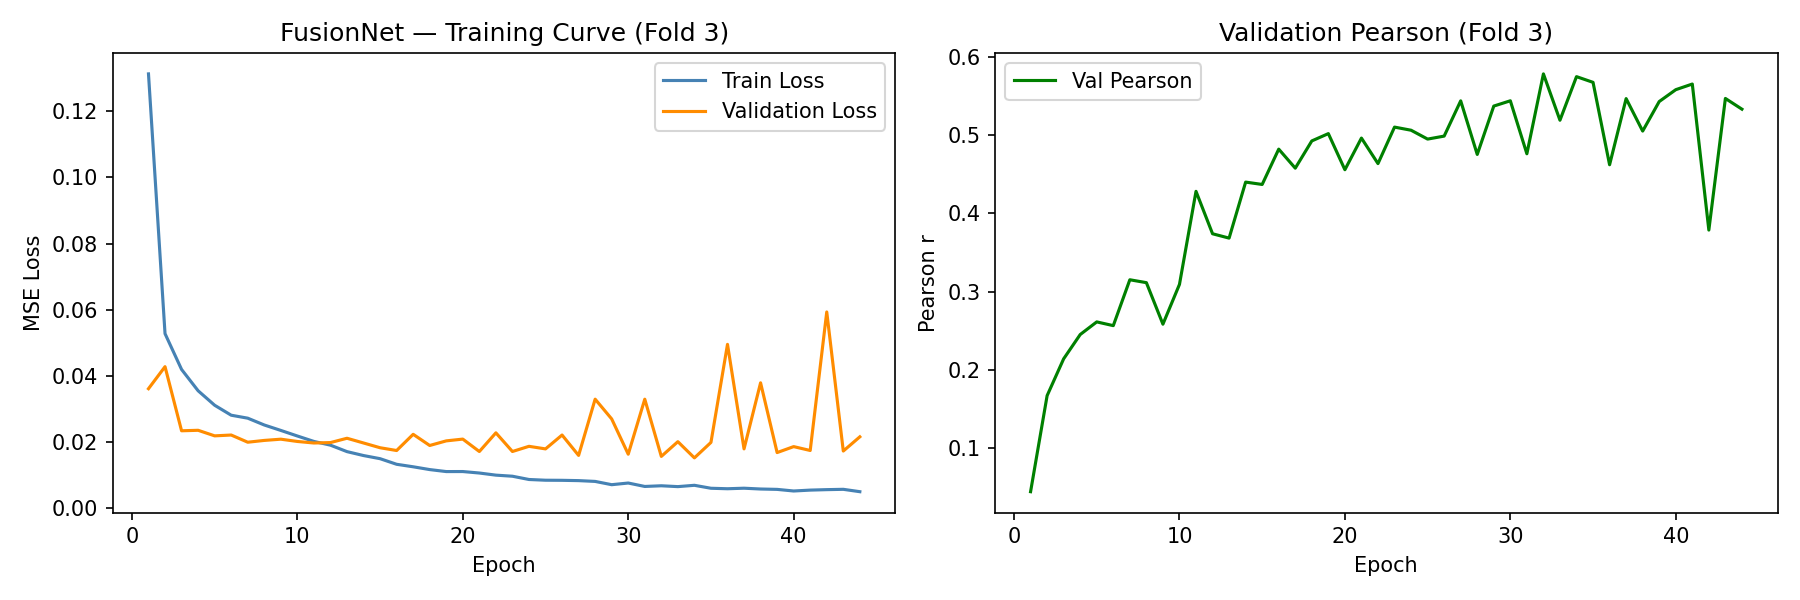 FusionNet — Training Curve (Fold 3)
Train Loss
Validation Loss
MSE Loss
0.12
0.10
0.08
0.06
0.04
0.02
0.00
0 10 20 30 40
Epoch
Validation Pearson (Fold 3)
Val Pearson
Pearson r
0.6
0.5
0.4
0.3
0.2
0.1
0 10 20 30 40
Epoch